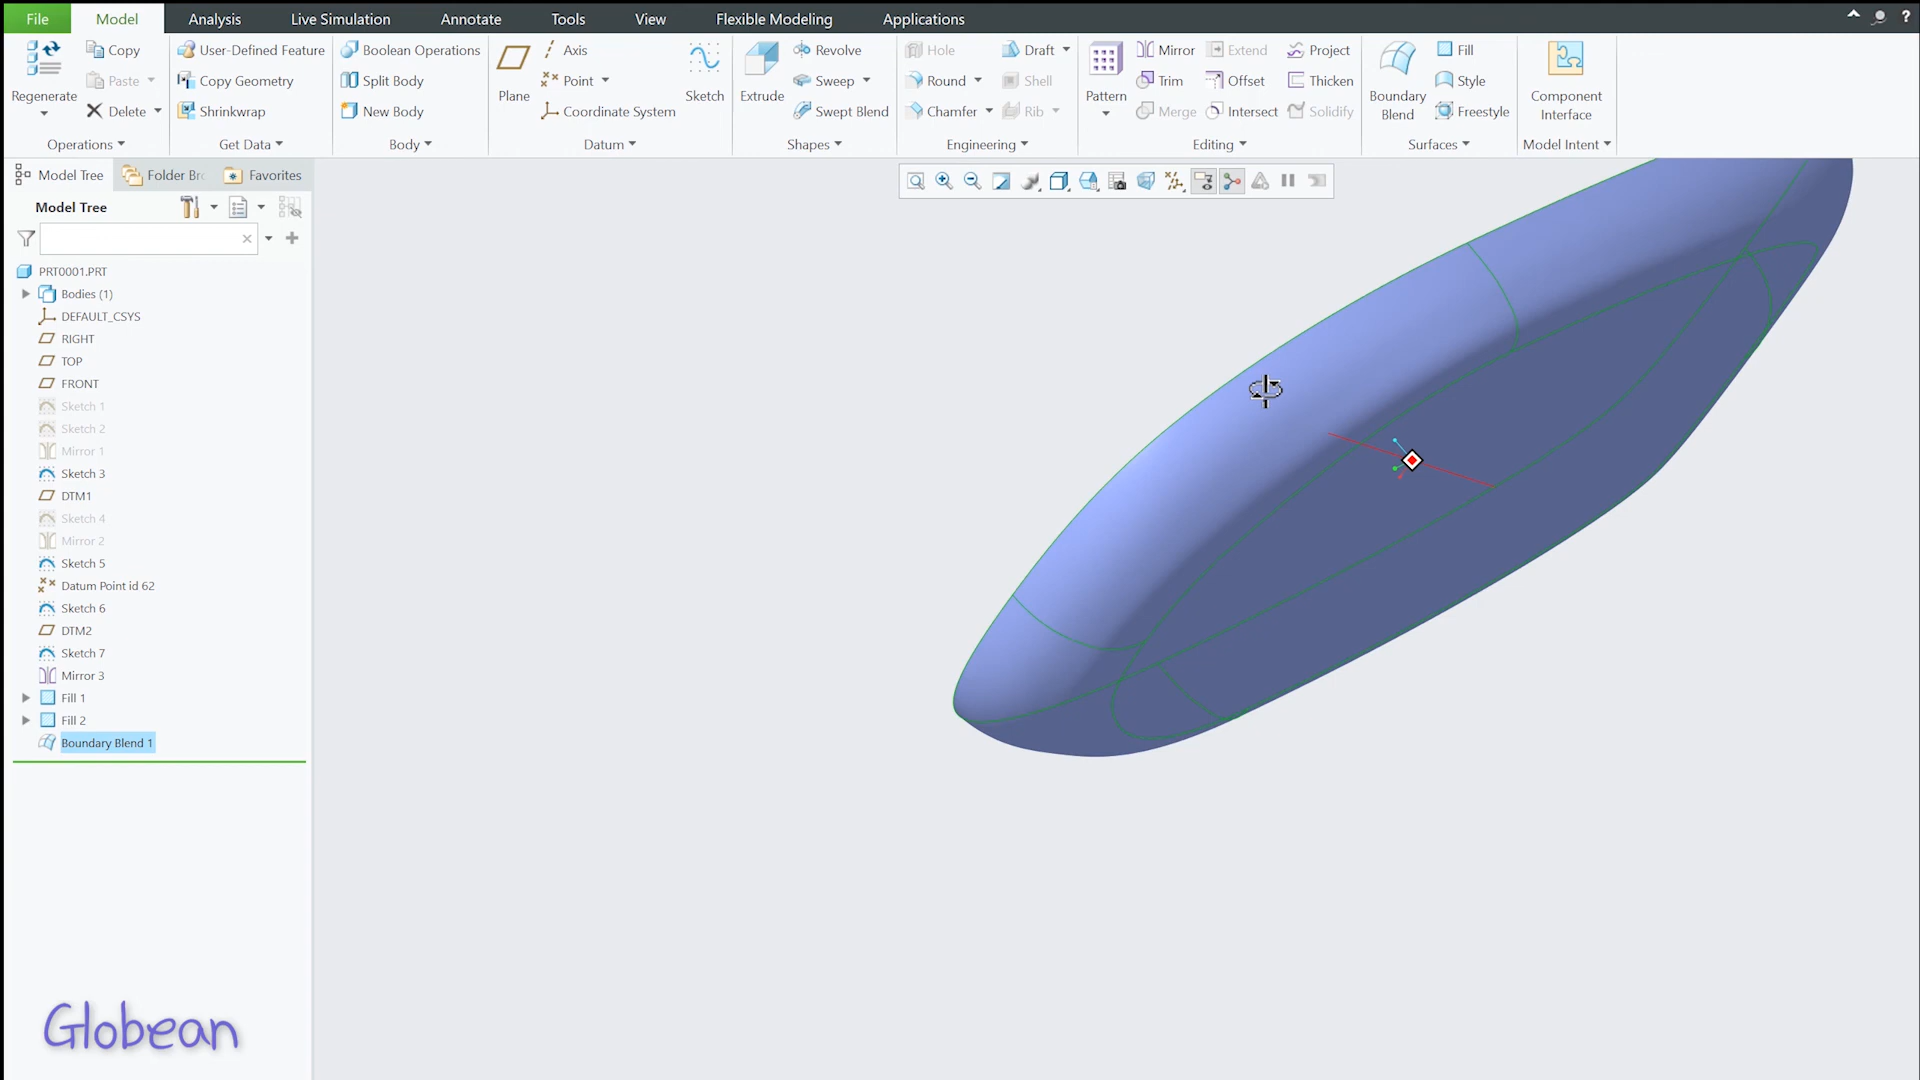 File Model Analysis Live Simulation Annotate Tools View Flexible Modeling Applications
Regenerate
Copy
Paste
Delete
Operations
User-Defined Feature
Copy Geometry
Shrinkwrap
Get Data
Boolean Operations
Split Body
New Body
Body
Plane
Axis
Point
Coordinate System
Sketch
Datum
Extrude
Revolve
Sweep
Swept Blend
Shapes
Hole
Round
Chamfer
Draft
Shell
Rib
Engineering
Pattern
Mirror
Trim
Merge
Extend
Offset
Intersect
Project
Thicken
Solidify
Editing
Boundary
Blend
Fill
Style
Freestyle
Surfaces
Component
Interface
Model Intent
Model Tree Folder Br Favorites
Model Tree
PRT0001.PRT
Bodies (1)
DEFAULT_CSYS
RIGHT
TOP
FRONT
Sketch 1
Sketch 2
Mirror 1
Sketch 3
DTM1
Sketch 4
Mirror 2
Sketch 5
Datum Point id 62
Sketch 6
DTM2
Sketch 7
Mirror 3
Fill 1
Fill 2
Boundary Blend 1
Globean